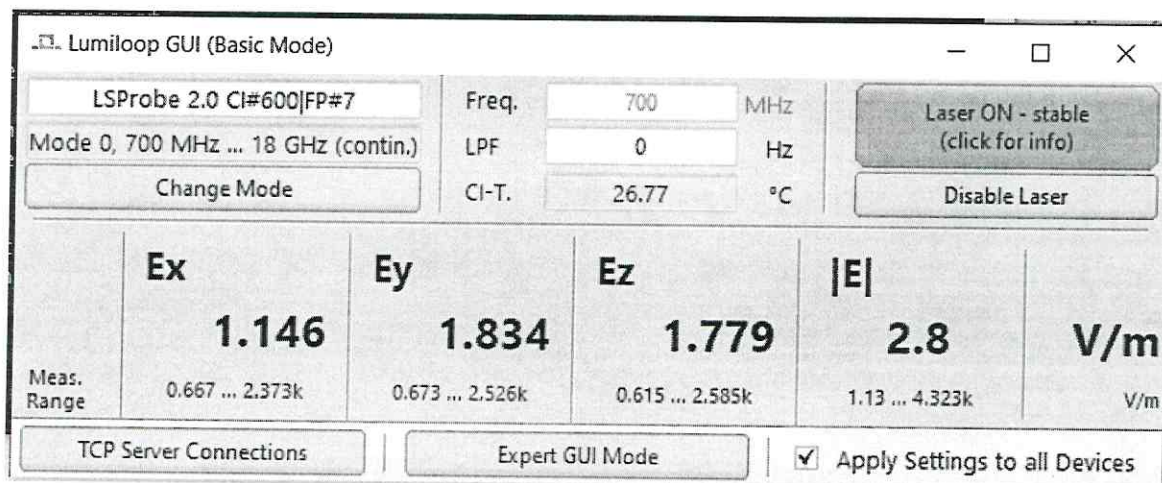 Lumiloop GUI (Basic Mode)
LSProbe 2.0 CI#600|FP#7
Freq. 700 MHz
Laser ON - stable
(click for info)
Mode 0, 700 MHz ... 18 GHz (contin.)
LPF 0 Hz
Change Mode
CI-T. 26.77 °C
Disable Laser
Ex Ey Ez |E|
1.146 1.834 1.779 2.8 V/m
Meas.
Range
0.667 ... 2.373k 0.673 ... 2.526k 0.615 ... 2.585k 1.13 ... 4.323k V/m
TCP Server Connections
Expert GUI Mode
Apply Settings to all Devices